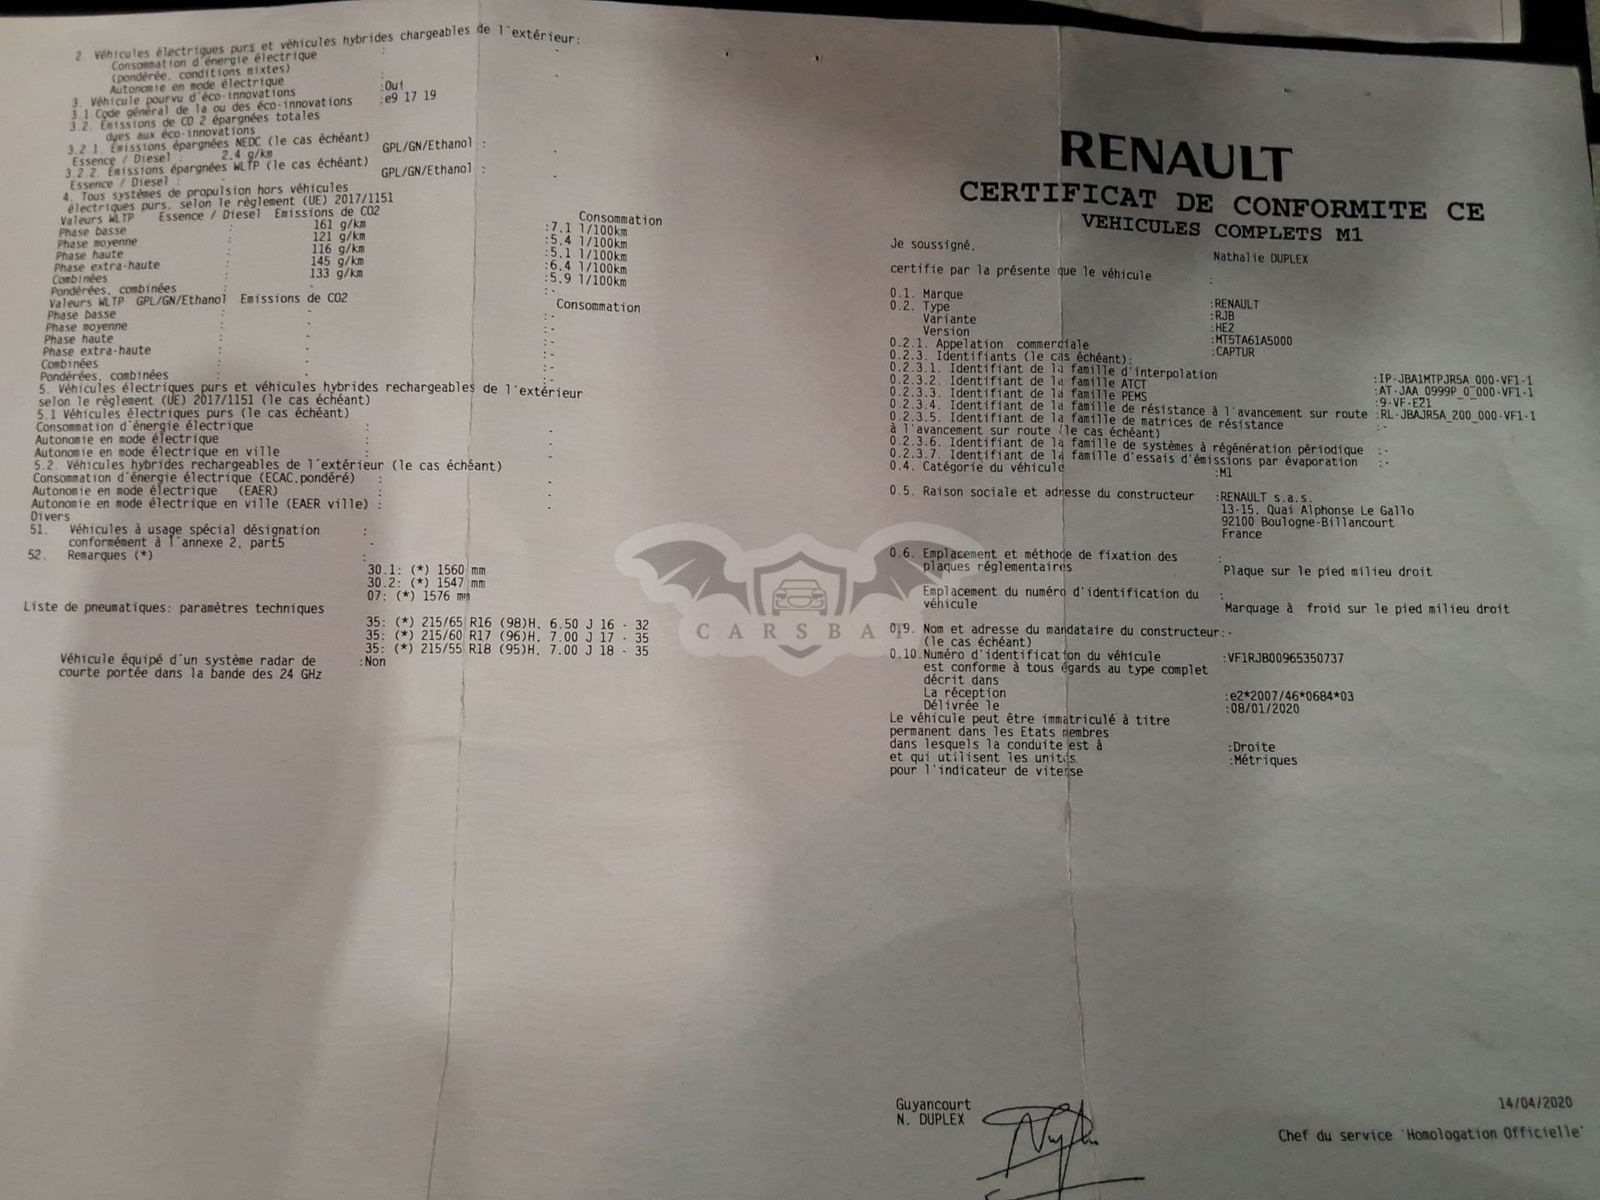 2. Véhicules électriques purs et véhicules hybrides chargeables de l'extérieur:
Consommation d'énergie électrique :
(pondérée, conditions mixtes) -
Autonomie en mode électrique :
3. Véhicule pourvu d'éco-innovations :Oui
3.1 Code général de la ou des éco-innovations :e9 17 19
3.2. Emissions de CO 2 épargnées totales
dues aux éco-innovations
3.2.1. Emissions épargnées NEDC (le cas échéant)
Essence / Diesel : 2.4 g/km GPL/GN/Ethanol : -
3.2.2. Emissions épargnées WLTP (le cas échéant)
Essence / Diesel : - GPL/GN/Ethanol : -
4. Tous systèmes de propulsion hors véhicules
électriques purs, selon le règlement (UE) 2017/1151
Valeurs WLTP Essence / Diesel Emissions de CO2 Consommation
Phase basse : 161 g/km :7.1 l/100km
Phase moyenne : 121 g/km :5.4 l/100km
Phase haute : 116 g/km :5.1 l/100km
Phase extra-haute : 145 g/km :6.4 l/100km
Combinées : 133 g/km :5.9 l/100km
Pondérées, combinées : - :-
Valeurs WLTP GPL/GN/Ethanol Emissions de CO2 Consommation
Phase basse : - :-
Phase moyenne : - :-
Phase haute : - :-
Phase extra-haute : - :-
Combinées : - :-
Pondérées, combinées : - :-
5. Véhicules électriques purs et véhicules hybrides rechargeables de l'extérieur
selon le règlement (UE) 2017/1151 (le cas échéant)
5.1 Véhicules électriques purs (le cas échéant)
Consommation d'énergie électrique : -
Autonomie en mode électrique : -
Autonomie en mode électrique en ville : -
5.2. Véhicules hybrides rechargeables de l'extérieur (le cas échéant)
Consommation d'énergie électrique (ECAC,pondéré) : -
Autonomie en mode électrique (EAER) : -
Autonomie en mode électrique en ville (EAER ville) : -
Divers
51. Véhicules à usage spécial désignation :
conformément à l'annexe 2, part5 -
52. Remarques (*) :
30.1: (*) 1560 mm
30.2: (*) 1547 mm
07: (*) 1576 mm
Liste de pneumatiques: paramètres techniques
35: (*) 215/65 R16 (98)H, 6.50 J 16 - 32
35: (*) 215/60 R17 (96)H, 7.00 J 17 - 35
35: (*) 215/55 R18 (95)H, 7.00 J 18 - 35
Véhicule équipé d'un système radar de :Non
courte portée dans la bande des 24 GHz
CARSBAT
RENAULT
CERTIFICAT DE CONFORMITE CE
VEHICULES COMPLETS M1
Je soussigné,
Nathalie DUPLEX
certifie par la présente que le véhicule :
0.1. Marque :RENAULT
0.2. Type :RJB
Variante :HE2
Version :MT5TA61A5000
0.2.1. Appelation commerciale :CAPTUR
0.2.3. Identifiants (le cas échéant):
0.2.3.1. Identifiant de la famille d'interpolation :IP-JBA1MTPJR5A_000-VF1-1
0.2.3.2. Identifiant de la famille ATCT :AT-JAA_0999P_0_000-VF1-1
0.2.3.3. Identifiant de la famille PEMS :9-VF-E21
0.2.3.4. Identifiant de la famille de résistance à l'avancement sur route :RL-JBAJR5A_200_000-VF1-1
0.2.3.5. Identifiant de la famille de matrices de résistance :-
à l'avancement sur route (le cas échéant)
0.2.3.6. Identifiant de la famille de systèmes à régénération périodique :-
0.2.3.7. Identifiant de la famille d'essais d'émissions par évaporation :-
0.4. Catégorie du véhicule :M1
0.5. Raison sociale et adresse du constructeur :RENAULT s.a.s.
13-15, Quai Alphonse Le Gallo
92100 Boulogne-Billancourt
France
0.6. Emplacement et méthode de fixation des :
plaques réglementaires Plaque sur le pied milieu droit
Emplacement du numéro d'identification du :
véhicule Marquage à froid sur le pied milieu droit
0.9. Nom et adresse du mandataire du constructeur:-
(le cas échéant)
0.10.Numéro d'identification du véhicule :VF1RJB00965350737
est conforme à tous égards au type complet
décrit dans
La réception :e2*2007/46*0684*03
Délivrée le :08/01/2020
Le véhicule peut être immatriculé à titre
permanent dans les Etats membres
dans lesquels la conduite est à :Droite
et qui utilisent les unités :Métriques
pour l'indicateur de vitesse
Guyancourt 14/04/2020
N. DUPLEX
Chef du service 'Homologation Officielle'